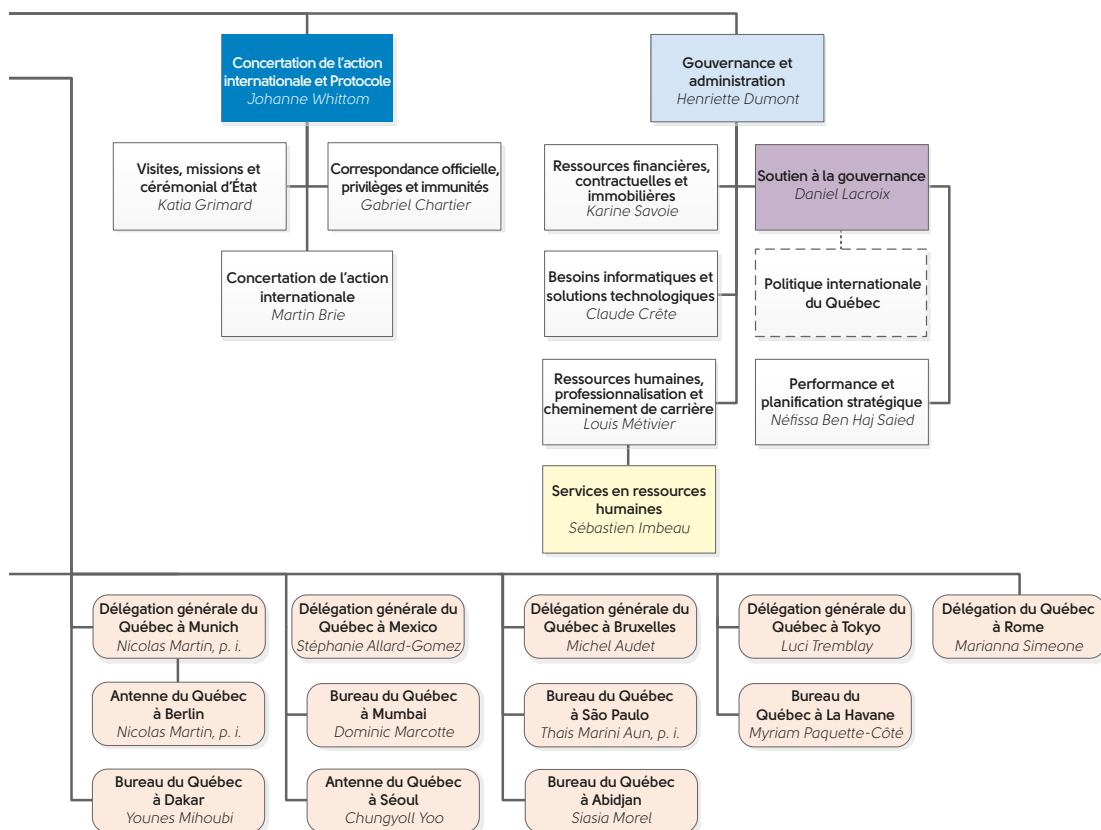 Concertation de l’action
internationale et Protocole
Johanne Whittom
Gouvernance et
administration
Henriette Dumont
Visites, missions et
cérémonial d’État
Katia Grimard
Correspondance officielle,
privilèges et immunités
Gabriel Chartier
Concertation de l’action
internationale
Martin Brie
Ressources financières,
contractuelles et
immobilières
Karine Savoie
Soutien à la gouvernance
Daniel Lacroix
Besoins informatiques et
solutions technologiques
Claude Crête
Politique internationale
du Québec
Ressources humaines,
professionnalisation et
cheminement de carrière
Louis Métivier
Performance et
planification stratégique
Néfissa Ben Haj Saied
Services en ressources
humaines
Sébastien Imbeau
Délégation générale du
Québec à Munich
Nicolas Martin, p. i.
Délégation générale du
Québec à Mexico
Stéphanie Allard-Gomez
Délégation générale du
Québec à Bruxelles
Michel Audet
Délégation générale du
Québec à Tokyo
Luci Tremblay
Délégation du Québec
à Rome
Marianna Simeone
Antenne du Québec
à Berlin
Nicolas Martin, p. i.
Bureau du Québec
à Mumbai
Dominic Marcotte
Bureau du Québec
à São Paulo
Thais Marini Aun, p. i.
Bureau du
Québec à La Havane
Myriam Paquette-Côté
Bureau du Québec
à Dakar
Younes Mihoubi
Antenne du Québec
à Séoul
Chungyoll Yoo
Bureau du Québec
à Abidjan
Siasia Morel